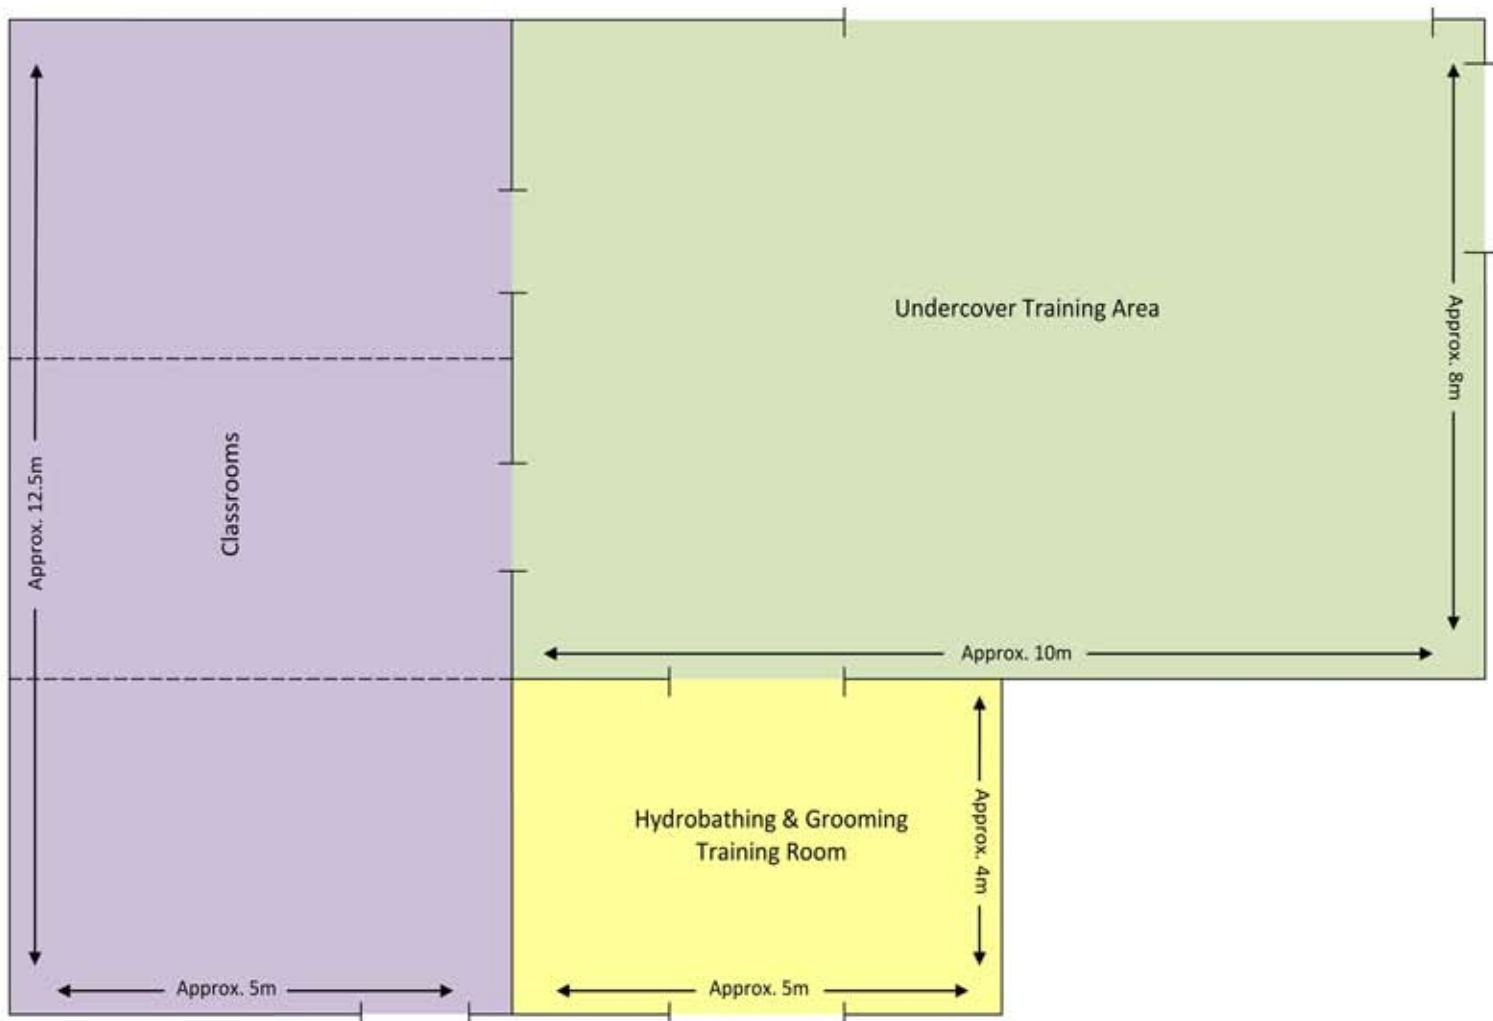 Undercover Training Area
Approx. 8m
Classrooms
Approx. 12.5m
Approx. 10m
Hydrobathing & Grooming
Training Room
Approx. 4m
Approx. 5m
Approx. 5m